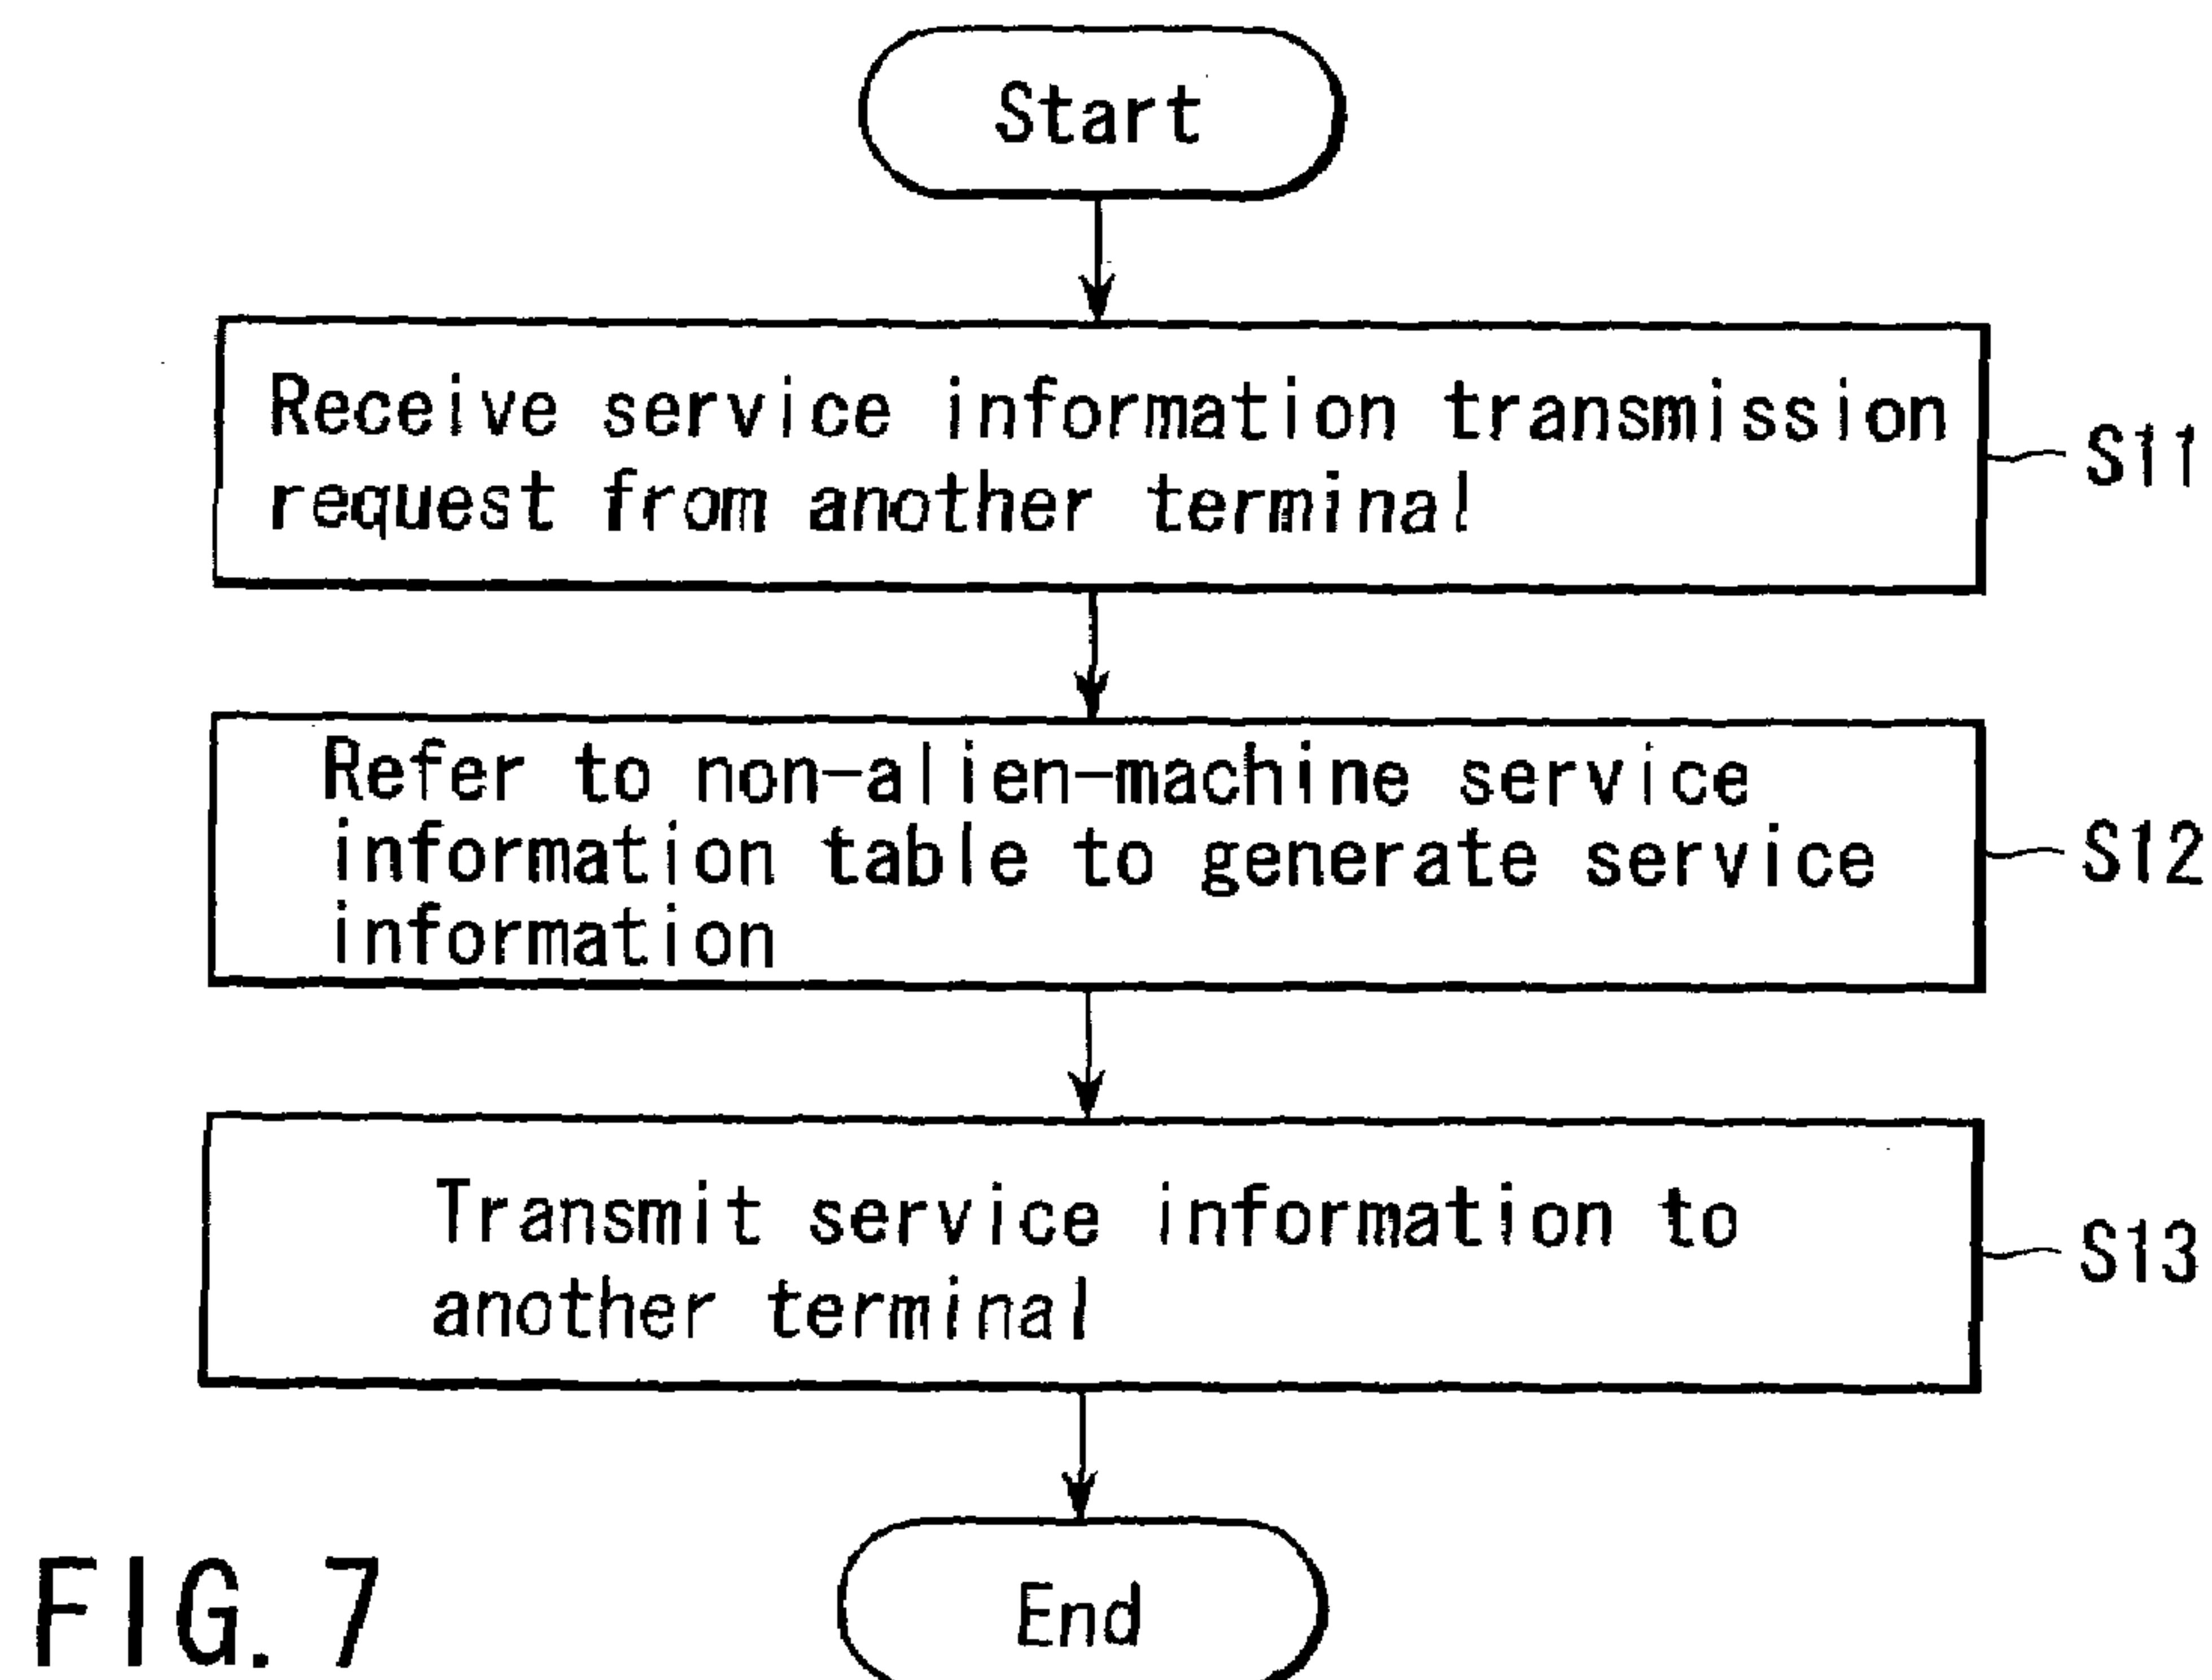 Start
Receive service information transmission
request from another terminal
S11
Refer to non-alien-machine service
information table to generate service
information
S12
Transmit service information to
another terminal
S13
End
FIG. 7